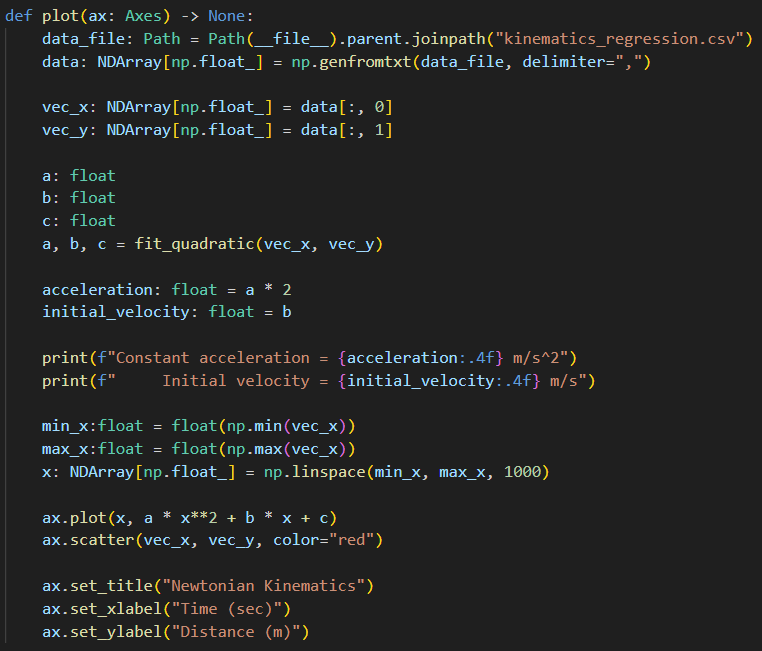 def plot(ax: Axes) -> None:
    data_file: Path = Path(__file__).parent.joinpath("kinematics_regression.csv")
    data: NDArray[np.float_] = np.genfromtxt(data_file, delimiter=",")

    vec_x: NDArray[np.float_] = data[:, 0]
    vec_y: NDArray[np.float_] = data[:, 1]

    a: float
    b: float
    c: float
    a, b, c = fit_quadratic(vec_x, vec_y)

    acceleration: float = a * 2
    initial_velocity: float = b

    print(f"Constant acceleration = {acceleration:.4f} m/s^2")
    print(f"     Initial velocity = {initial_velocity:.4f} m/s")

    min_x:float = float(np.min(vec_x))
    max_x:float = float(np.max(vec_x))
    x: NDArray[np.float_] = np.linspace(min_x, max_x, 1000)

    ax.plot(x, a * x**2 + b * x + c)
    ax.scatter(vec_x, vec_y, color="red")

    ax.set_title("Newtonian Kinematics")
    ax.set_xlabel("Time (sec)")
    ax.set_ylabel("Distance (m)")